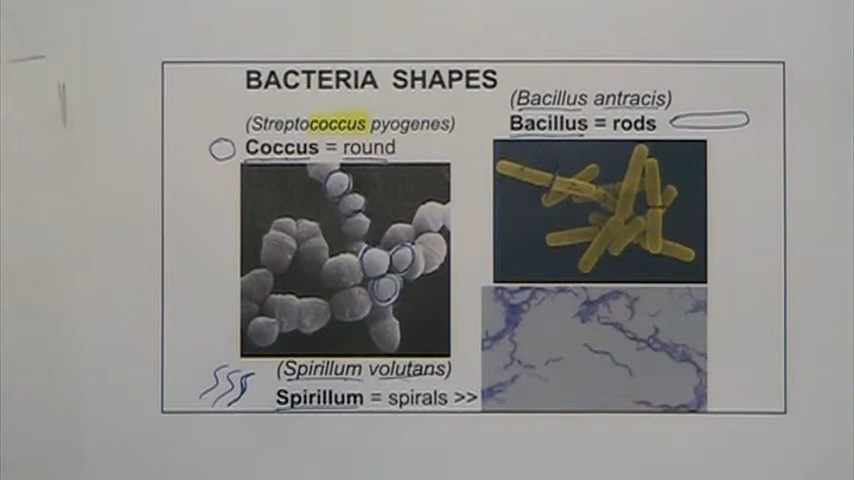 BACTERIA SHAPES
(Streptococcus pyogenes)
Coccus = round
(Bacillus antracis)
Bacillus = rods
(Spirillum volutans)
Spirillum = spirals >>